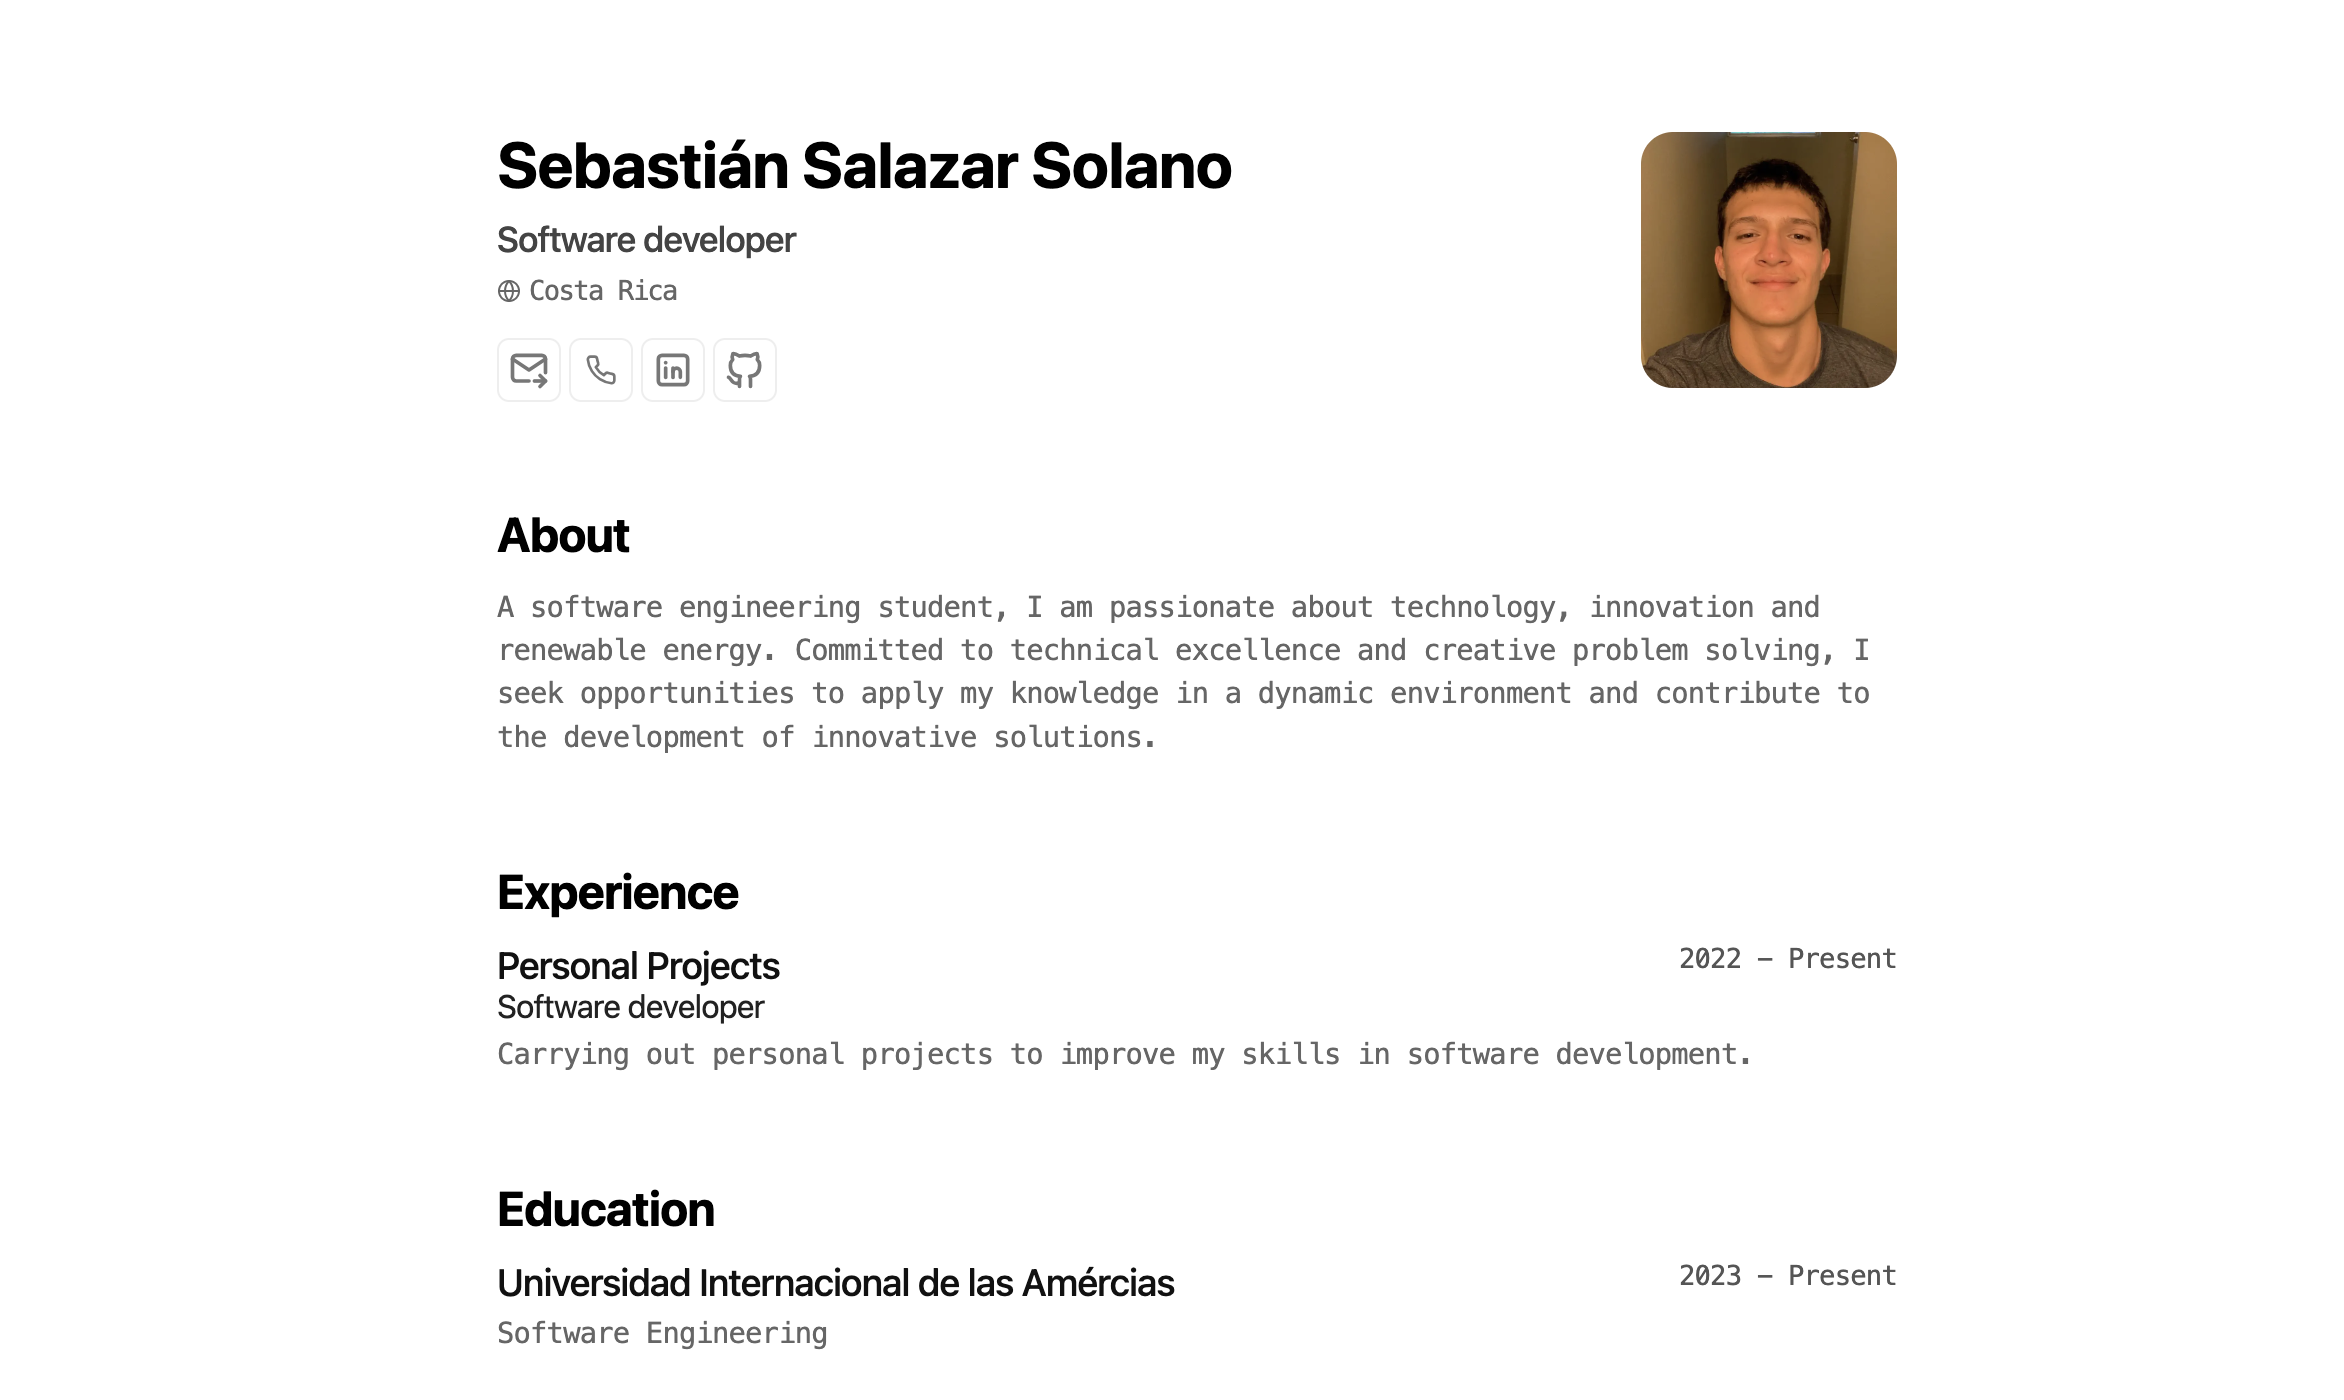 Sebastián Salazar Solano
Software developer
Costa Rica
in
About
A software engineering student, I am passionate about technology, innovation and
renewable energy. Committed to technical excellence and creative problem solving, I
seek opportunities to apply my knowledge in a dynamic environment and contribute to
the development of innovative solutions.
Experience
Personal Projects
2022 - Present
Software developer
Carrying out personal projects to improve my skills in software development.
Education
Universidad Internacional de las Amércias
2023 - Present
Software Engineering